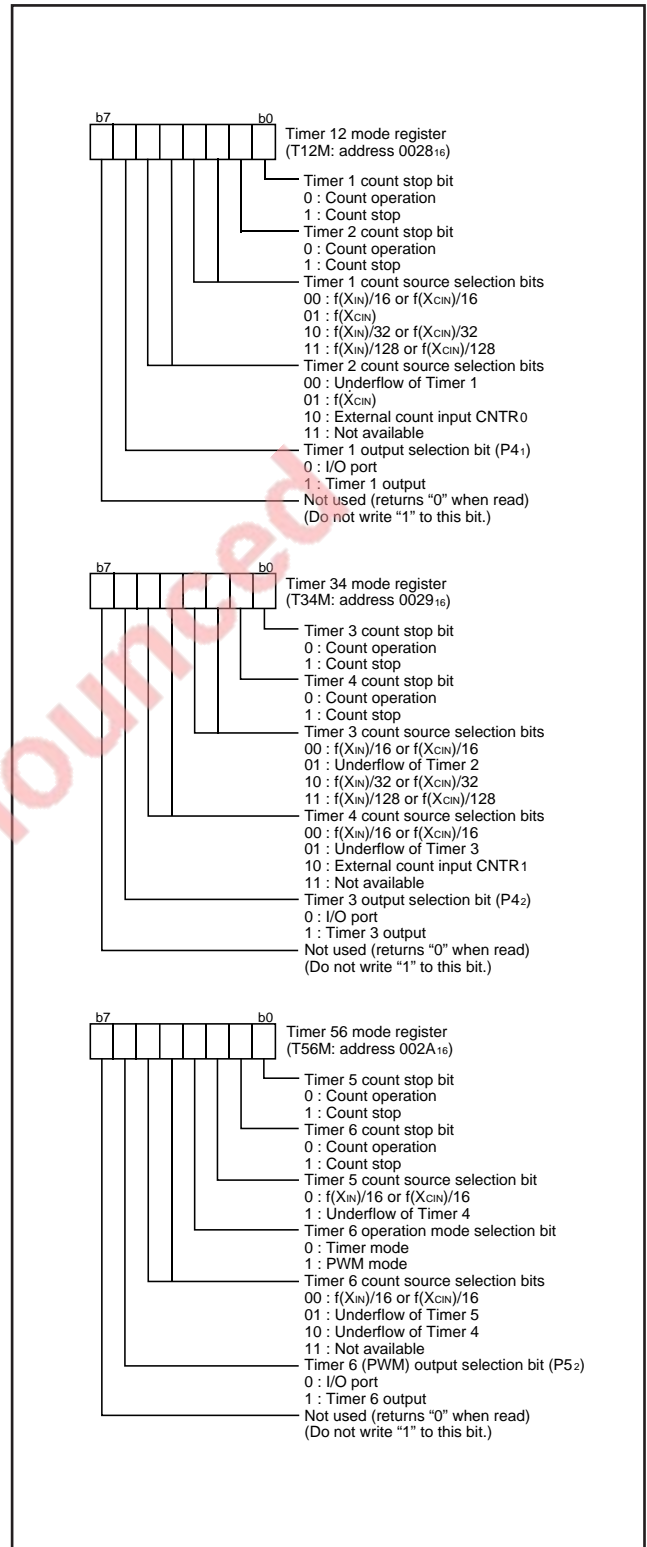 b7 b0
Timer 12 mode register
(T12M: address 0028₁₆)
Timer 1 count stop bit
0 : Count operation
1 : Count stop
Timer 2 count stop bit
0 : Count operation
1 : Count stop
Timer 1 count source selection bits
00 : f(XIN)/16 or f(XCIN)/16
01 : f(XCIN)
10 : f(XIN)/32 or f(XCIN)/32
11 : f(XIN)/128 or f(XCIN)/128
Timer 2 count source selection bits
00 : Underflow of Timer 1
01 : f(XCIN)
10 : External count input CNTR0
11 : Not available
Timer 1 output selection bit (P4₁)
0 : I/O port
1 : Timer 1 output
Not used (returns “0” when read)
(Do not write “1” to this bit.)
b7 b0
Timer 34 mode register
(T34M: address 0029₁₆)
Timer 3 count stop bit
0 : Count operation
1 : Count stop
Timer 4 count stop bit
0 : Count operation
1 : Count stop
Timer 3 count source selection bits
00 : f(XIN)/16 or f(XCIN)/16
01 : Underflow of Timer 2
10 : f(XIN)/32 or f(XCIN)/32
11 : f(XIN)/128 or f(XCIN)/128
Timer 4 count source selection bits
00 : f(XIN)/16 or f(XCIN)/16
01 : Underflow of Timer 3
10 : External count input CNTR1
11 : Not available
Timer 3 output selection bit (P4₂)
0 : I/O port
1 : Timer 3 output
Not used (returns “0” when read)
(Do not write “1” to this bit.)
b7 b0
Timer 56 mode register
(T56M: address 002A₁₆)
Timer 5 count stop bit
0 : Count operation
1 : Count stop
Timer 6 count stop bit
0 : Count operation
1 : Count stop
Timer 5 count source selection bit
0 : f(XIN)/16 or f(XCIN)/16
1 : Underflow of Timer 4
Timer 6 operation mode selection bit
0 : Timer mode
1 : PWM mode
Timer 6 count source selection bits
00 : f(XIN)/16 or f(XCIN)/16
01 : Underflow of Timer 5
10 : Underflow of Timer 4
11 : Not available
Timer 6 (PWM) output selection bit (P5₂)
0 : I/O port
1 : Timer 6 output
Not used (returns “0” when read)
(Do not write “1” to this bit.)
ounced